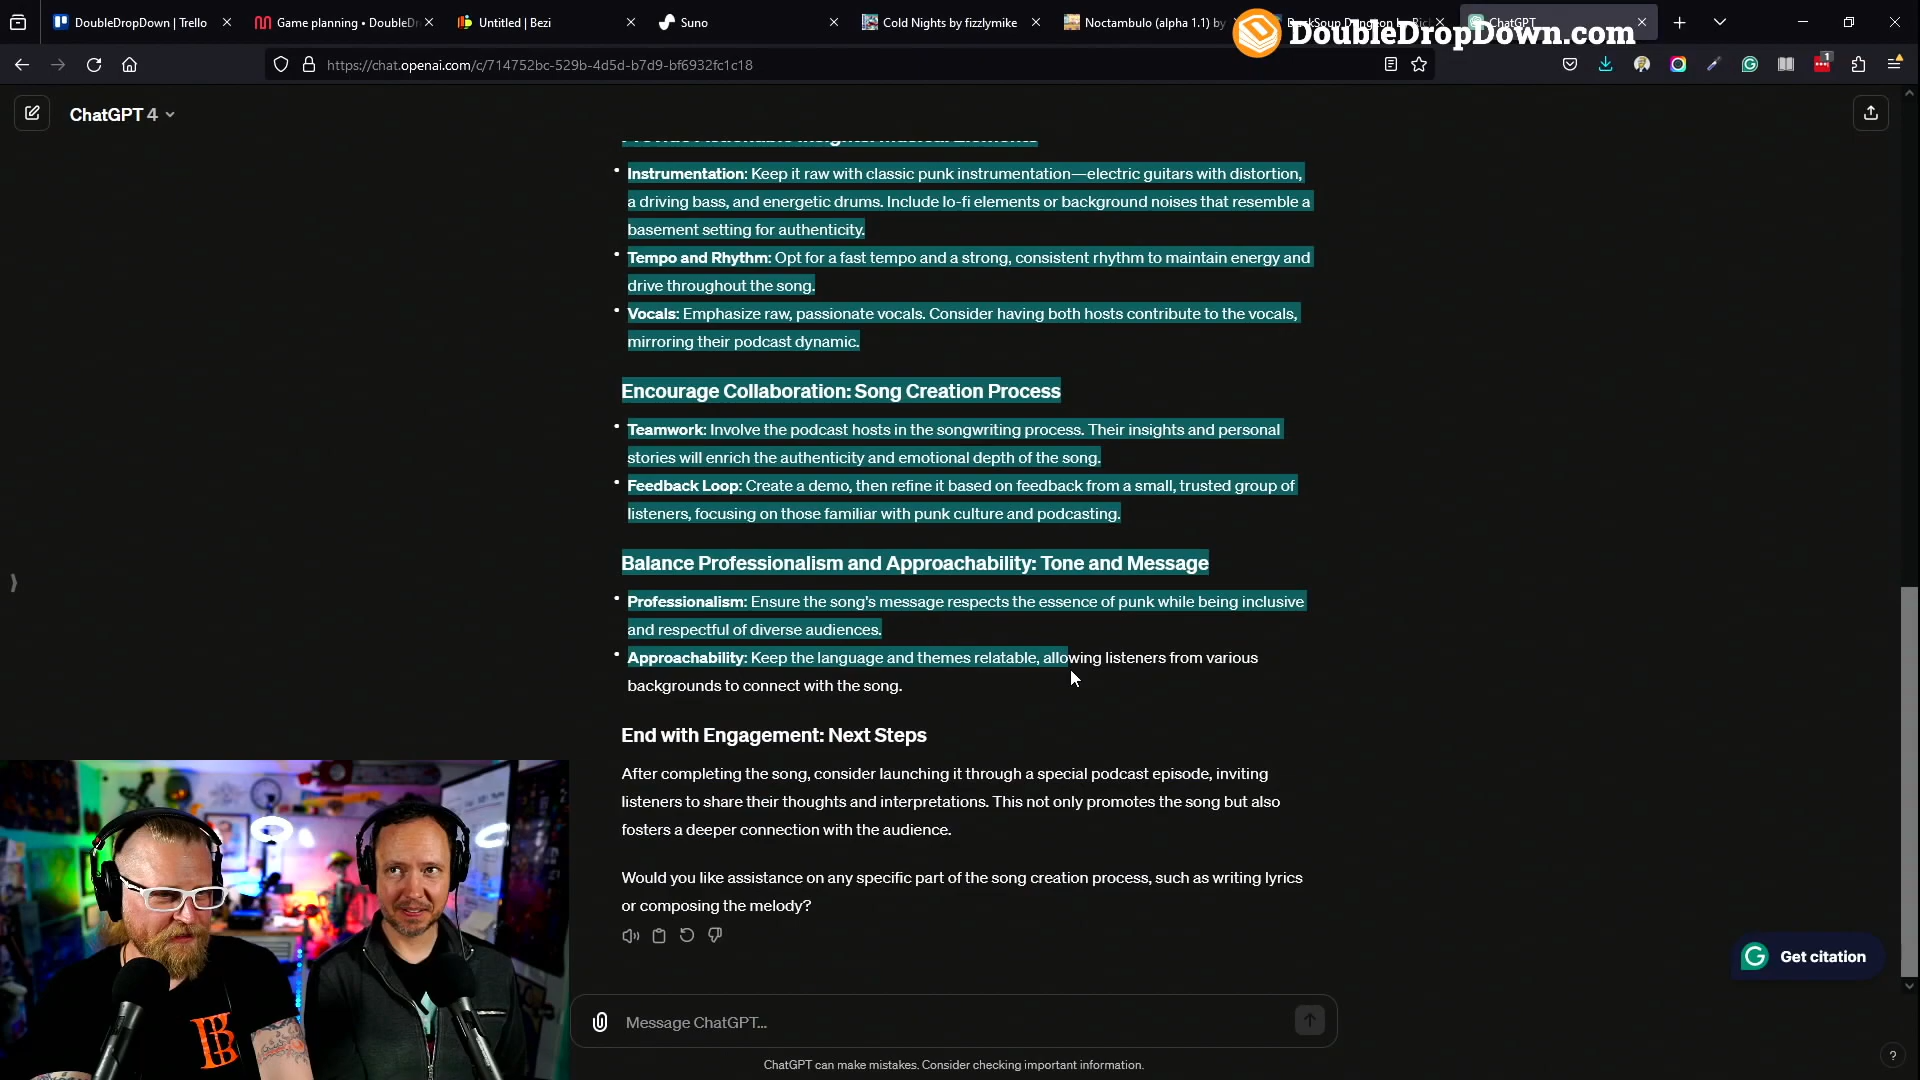 DoubleDropDown | Trello
Game planning • DoubleDr
Untitled | Bezi
Suno
Cold Nights by fizzlymike
Noctambulo (alpha 1.1) by
ChatGPT
DoubleDropDown.com
https://chat.openai.com/c/714752bc-529b-4d5d-b7d9-bf6932fc1c18
1
ChatGPT 4
Provide Actionable Insights: Musical Elements
• Instrumentation: Keep it raw with classic punk instrumentation—electric guitars with distortion,
a driving bass, and energetic drums. Include lo-fi elements or background noises that resemble a
basement setting for authenticity.
• Tempo and Rhythm: Opt for a fast tempo and a strong, consistent rhythm to maintain energy and
drive throughout the song.
• Vocals: Emphasize raw, passionate vocals. Consider having both hosts contribute to the vocals,
mirroring their podcast dynamic.
Encourage Collaboration: Song Creation Process
• Teamwork: Involve the podcast hosts in the songwriting process. Their insights and personal
stories will enrich the authenticity and emotional depth of the song.
• Feedback Loop: Create a demo, then refine it based on feedback from a small, trusted group of
listeners, focusing on those familiar with punk culture and podcasting.
Balance Professionalism and Approachability: Tone and Message
• Professionalism: Ensure the song's message respects the essence of punk while being inclusive
and respectful of diverse audiences.
• Approachability: Keep the language and themes relatable, allowing listeners from various
backgrounds to connect with the song.
End with Engagement: Next Steps
After completing the song, consider launching it through a special podcast episode, inviting
listeners to share their thoughts and interpretations. This not only promotes the song but also
fosters a deeper connection with the audience.
Would you like assistance on any specific part of the song creation process, such as writing lyrics
or composing the melody?
Get citation
Message ChatGPT...
ChatGPT can make mistakes. Consider checking important information.
?